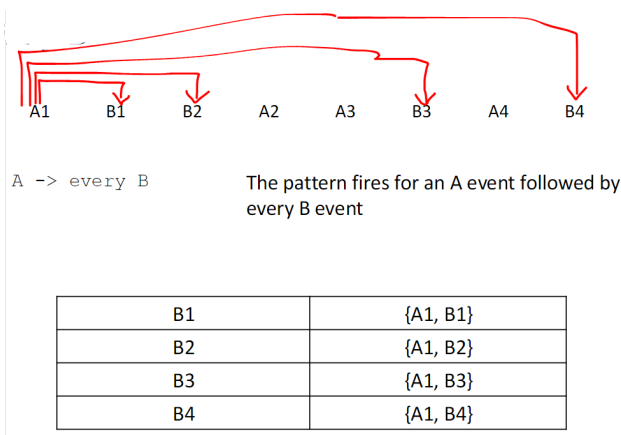 A1 B1 B2 A2 A3 B3 A4 B4
A -> every B
The pattern fires for an A event followed by
every B event
B1 {A1, B1}
B2 {A1, B2}
B3 {A1, B3}
B4 {A1, B4}